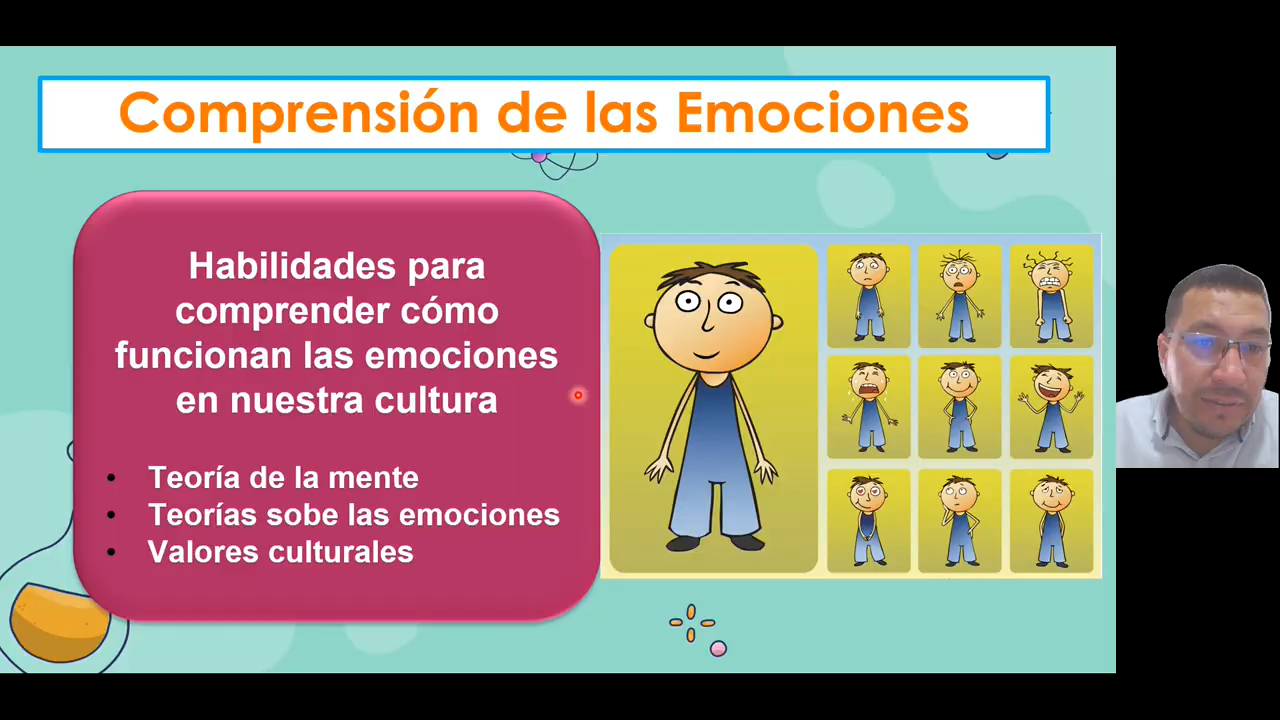 Comprensión de las Emociones
Habilidades para
comprender cómo
funcionan las emociones
en nuestra cultura
• Teoría de la mente
• Teorías sobe las emociones
• Valores culturales